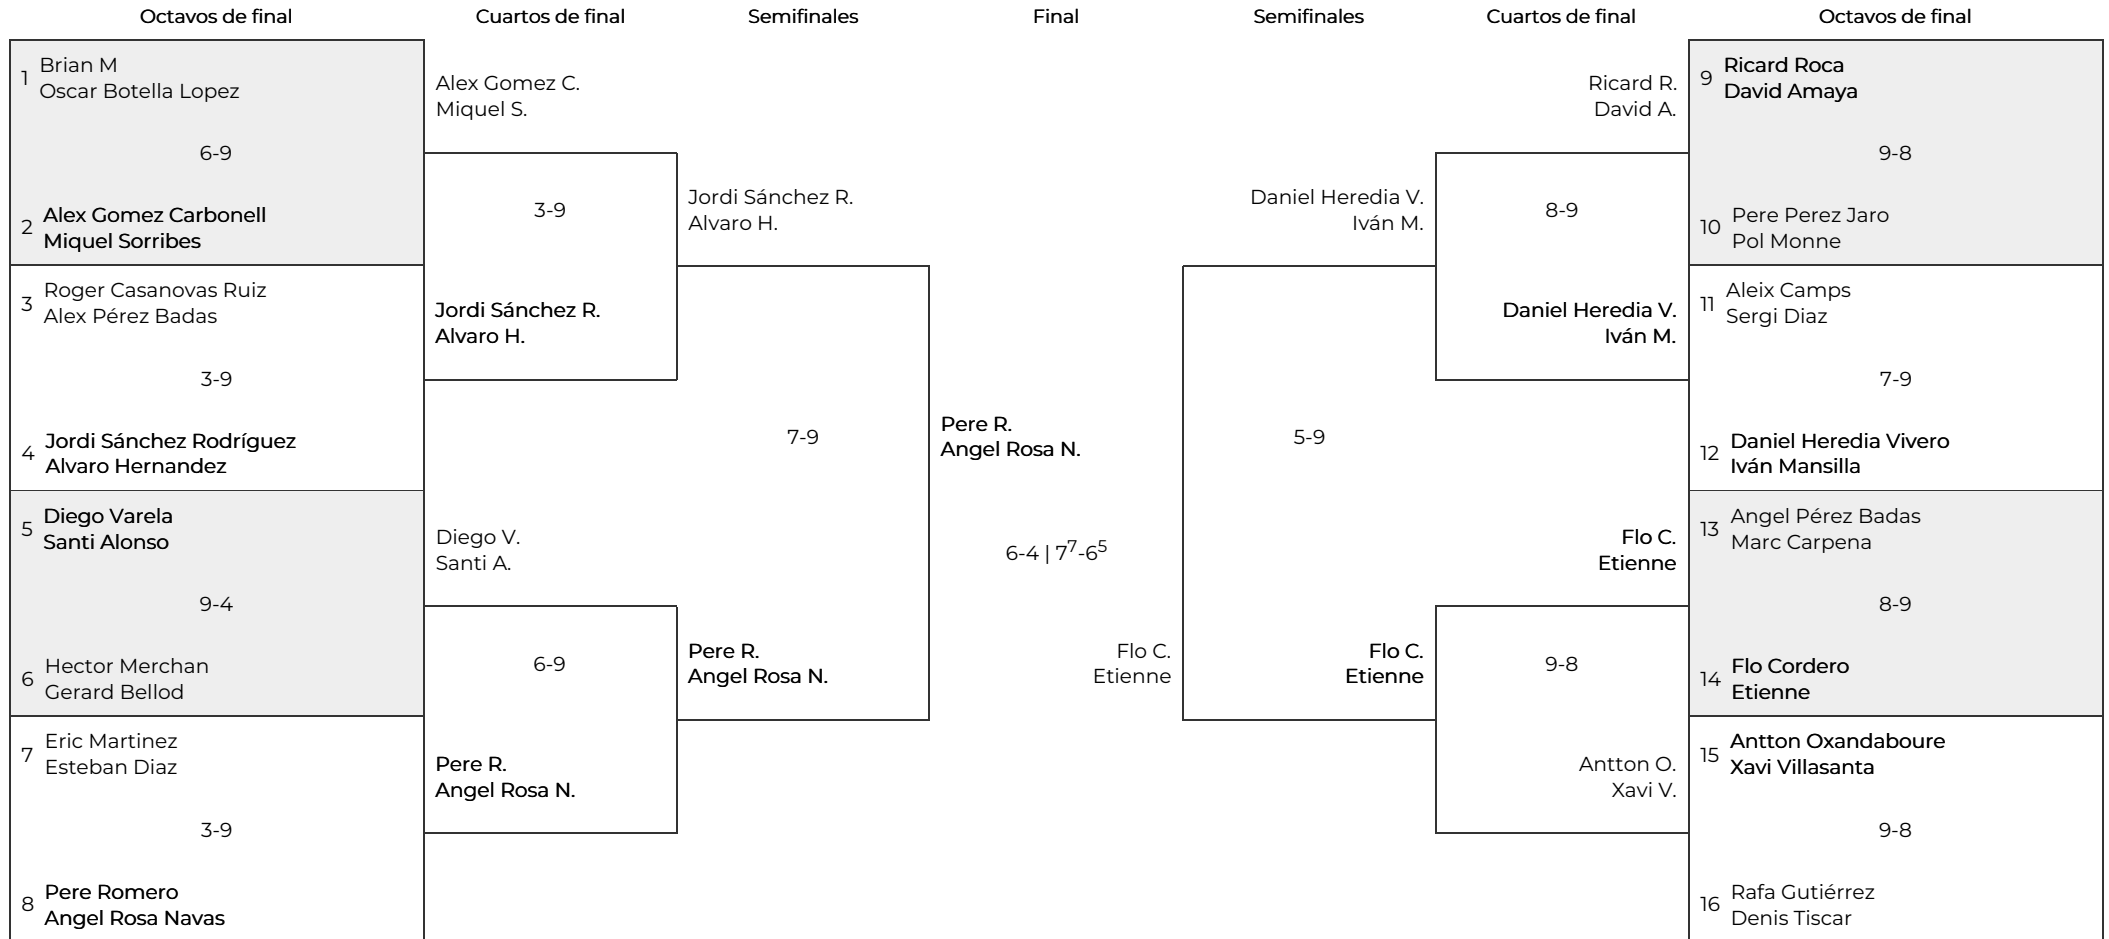 Octavos de final
Cuartos de final
Semifinales
Final
Semifinales
Cuartos de final
Octavos de final
1
Brian M
Oscar Botella Lopez
6-9
2
Alex Gomez Carbonell
Miquel Sorribes
3
Roger Casanovas Ruiz
Alex Pérez Badas
3-9
4
Jordi Sánchez Rodríguez
Alvaro Hernandez
5
Diego Varela
Santi Alonso
9-4
6
Hector Merchan
Gerard Bellod
7
Eric Martinez
Esteban Diaz
3-9
8
Pere Romero
Angel Rosa Navas
Alex Gomez C.
Miquel S.
3-9
Jordi Sánchez R.
Alvaro H.
Diego V.
Santi A.
6-9
Pere R.
Angel Rosa N.
Jordi Sánchez R.
Alvaro H.
7-9
Pere R.
Angel Rosa N.
Pere R.
Angel Rosa N.
6-4 | 7⁷-6⁵
Flo C.
Etienne
Daniel Heredia V.
Iván M.
5-9
Flo C.
Etienne
Ricard R.
David A.
8-9
Daniel Heredia V.
Iván M.
Flo C.
Etienne
9-8
Antton O.
Xavi V.
9
Ricard Roca
David Amaya
9-8
10
Pere Perez Jaro
Pol Monne
11
Aleix Camps
Sergi Diaz
7-9
12
Daniel Heredia Vivero
Iván Mansilla
13
Angel Pérez Badas
Marc Carpena
8-9
14
Flo Cordero
Etienne
15
Antton Oxandaboure
Xavi Villasanta
9-8
16
Rafa Gutiérrez
Denis Tiscar